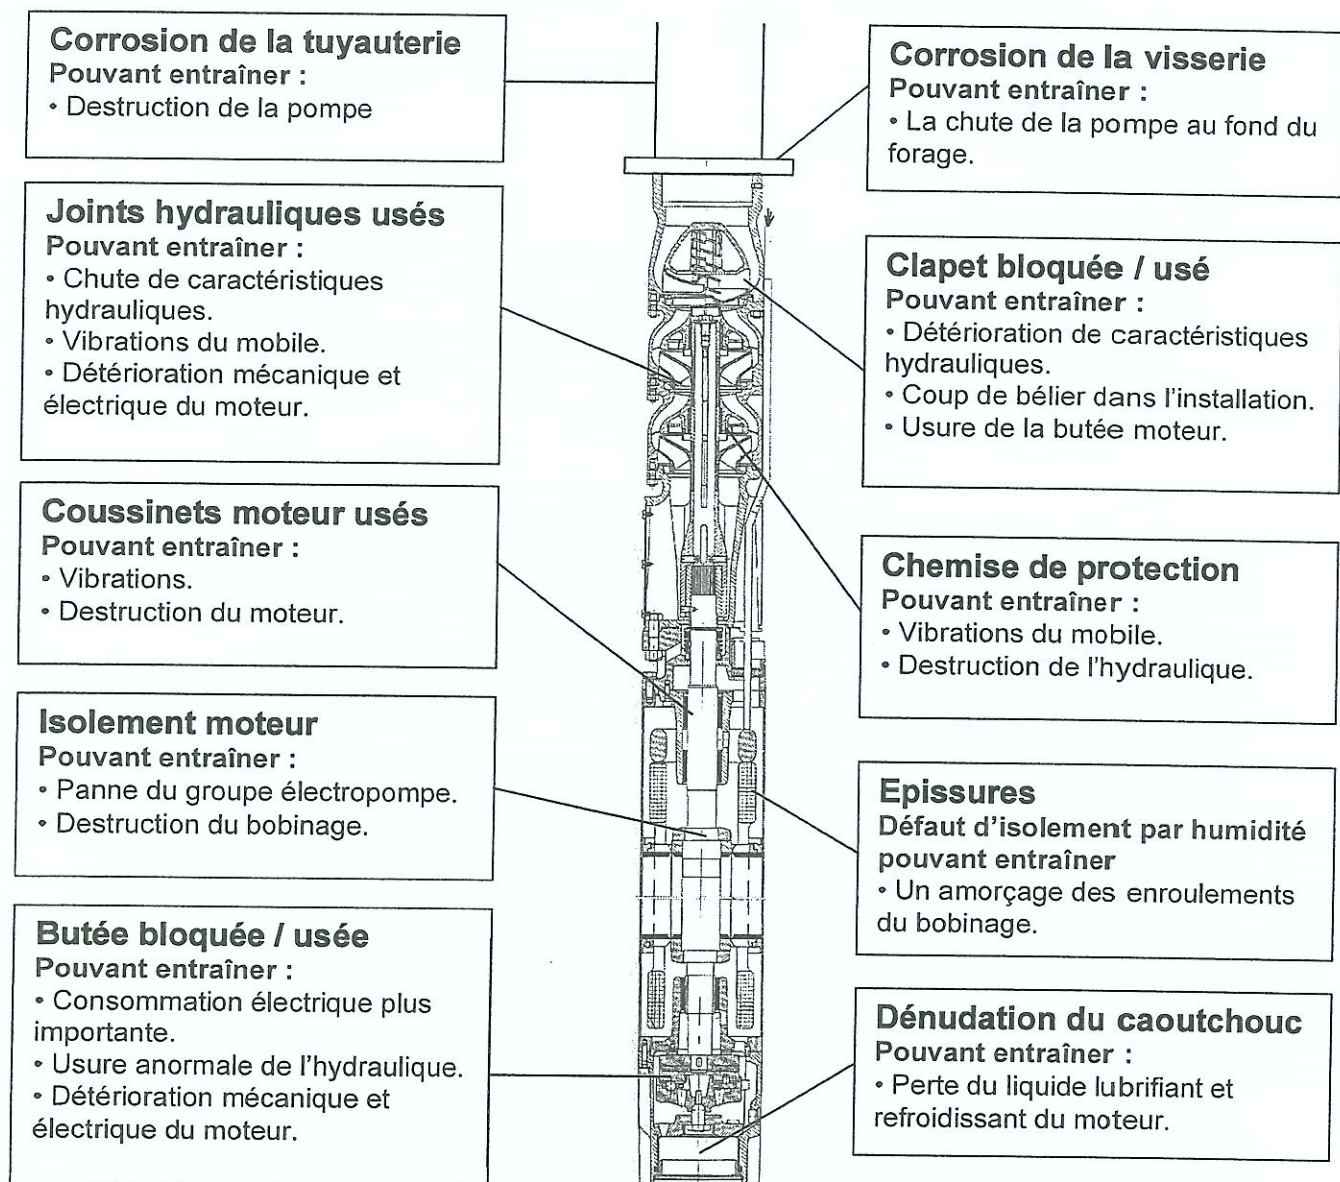 Corrosion de la tuyauterie
Pouvant entraîner :
• Destruction de la pompe
Joints hydrauliques usés
Pouvant entraîner :
• Chute de caractéristiques
hydrauliques.
• Vibrations du mobile.
• Détérioration mécanique et
électrique du moteur.
Coussinets moteur usés
Pouvant entraîner :
• Vibrations.
• Destruction du moteur.
Isolement moteur
Pouvant entraîner :
• Panne du groupe électropompe.
• Destruction du bobinage.
Butée bloquée / usée
Pouvant entraîner :
• Consommation électrique plus
importante.
• Usure anormale de l'hydraulique.
• Détérioration mécanique et
électrique du moteur.
Corrosion de la visserie
Pouvant entraîner :
• La chute de la pompe au fond du
forage.
Clapet bloquée / usé
Pouvant entraîner :
• Détérioration de caractéristiques
hydrauliques.
• Coup de bélier dans l'installation.
• Usure de la butée moteur.
Chemise de protection
Pouvant entraîner :
• Vibrations du mobile.
• Destruction de l'hydraulique.
Epissures
Défaut d'isolement par humidité
pouvant entraîner
• Un amorçage des enroulements
du bobinage.
Dénudation du caoutchouc
Pouvant entraîner :
• Perte du liquide lubrifiant et
refroidissant du moteur.